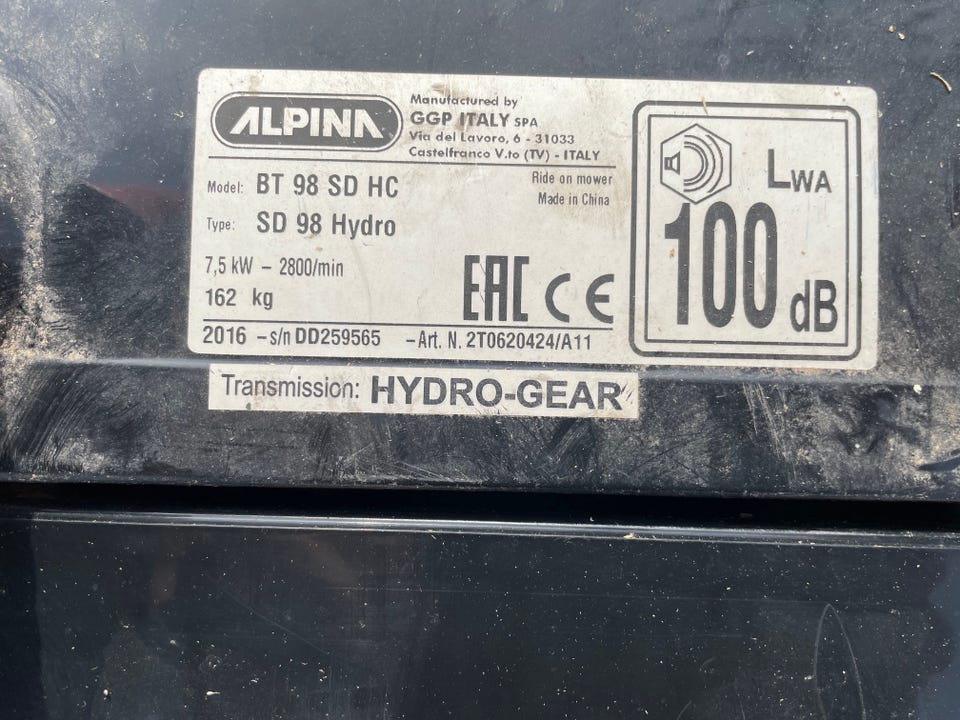 ALPINA
Manufactured by
GGP ITALY SPA
Via del Lavoro, 6 - 31033
Castelfranco V.to (TV) - ITALY
Model: BT 98 SD HC
Ride on mower
Made in China
Type: SD 98 Hydro
7,5 kW – 2800/min
162 kg
EAC CE
2016 – s/n DD259565 – Art. N. 2T0620424/A11
LWA
100 dB
Transmission: HYDRO-GEAR